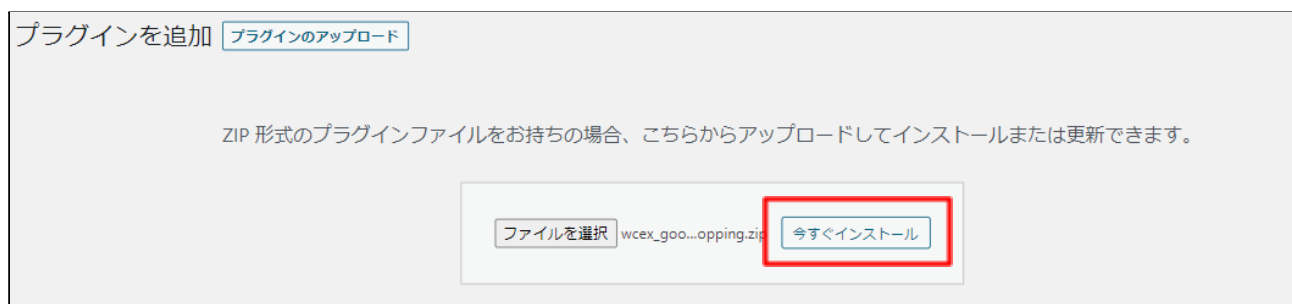 プラグインを追加 プラグインのアップロード
ZIP 形式のプラグインファイルをお持ちの場合、こちらからアップロードしてインストールまたは更新できます。
ファイルを選択 wcex_goo...opping.zip 今すぐインストール